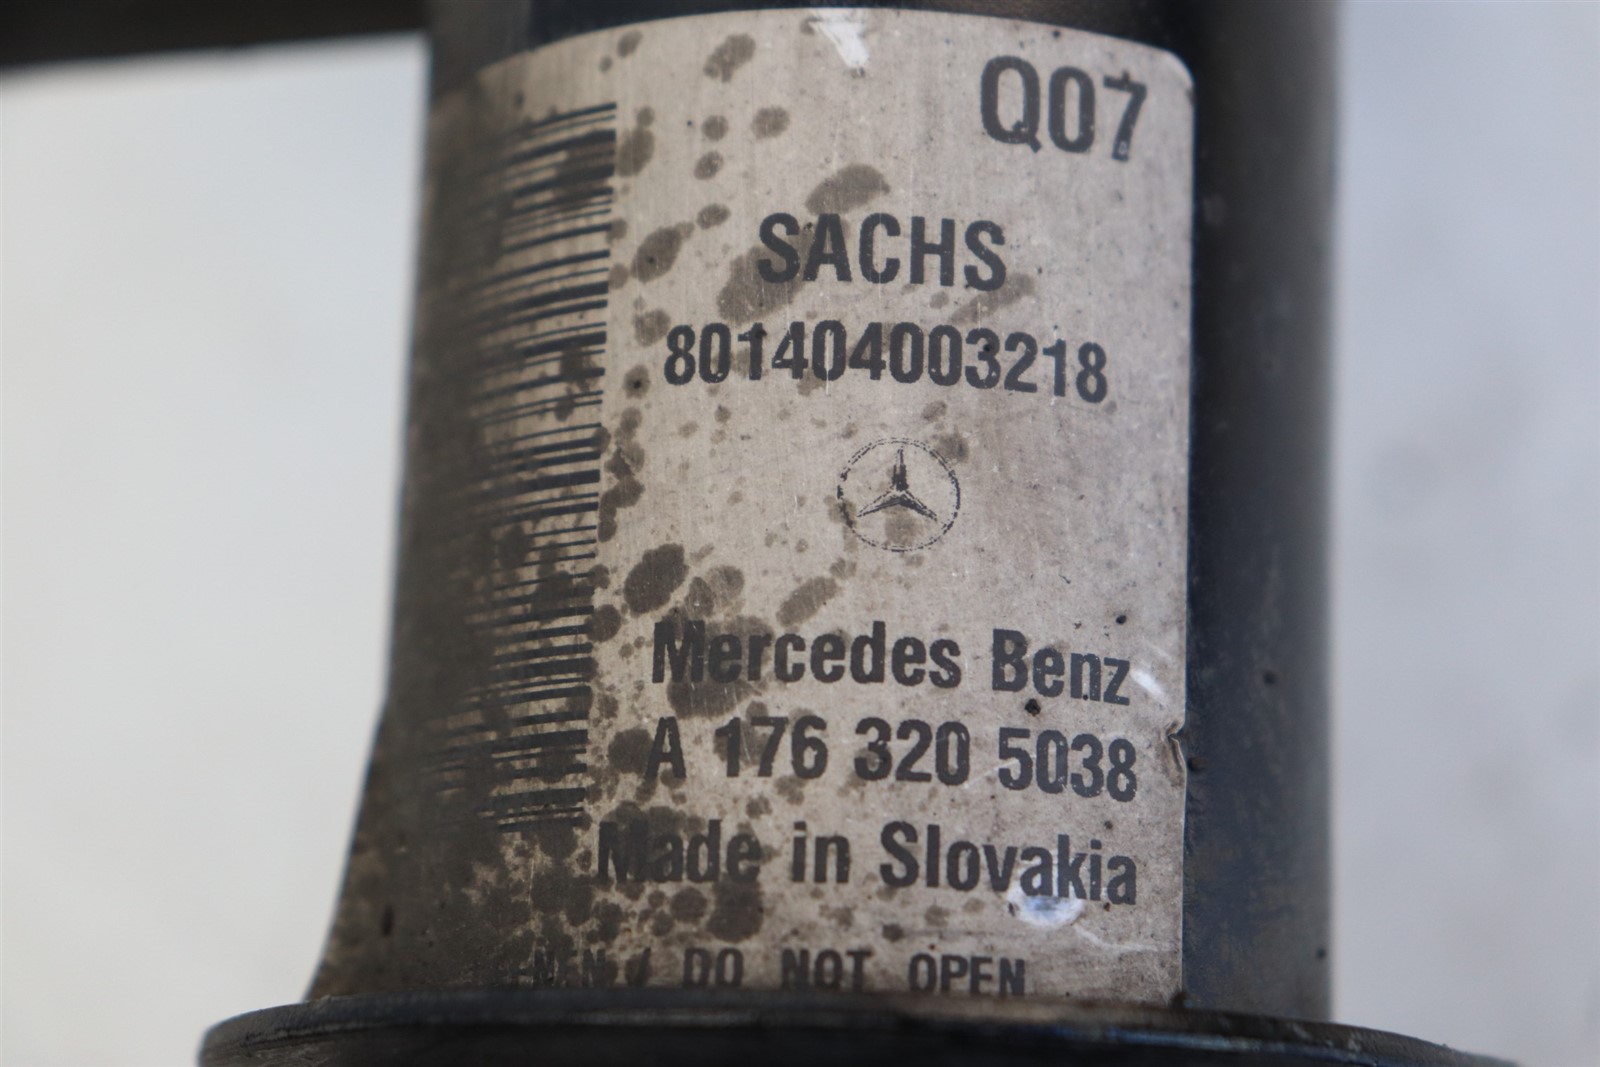 Q07
SACHS
801404003218
Mercedes Benz
A 176 320 5038
Made in Slovakia
/ DO NOT OPEN